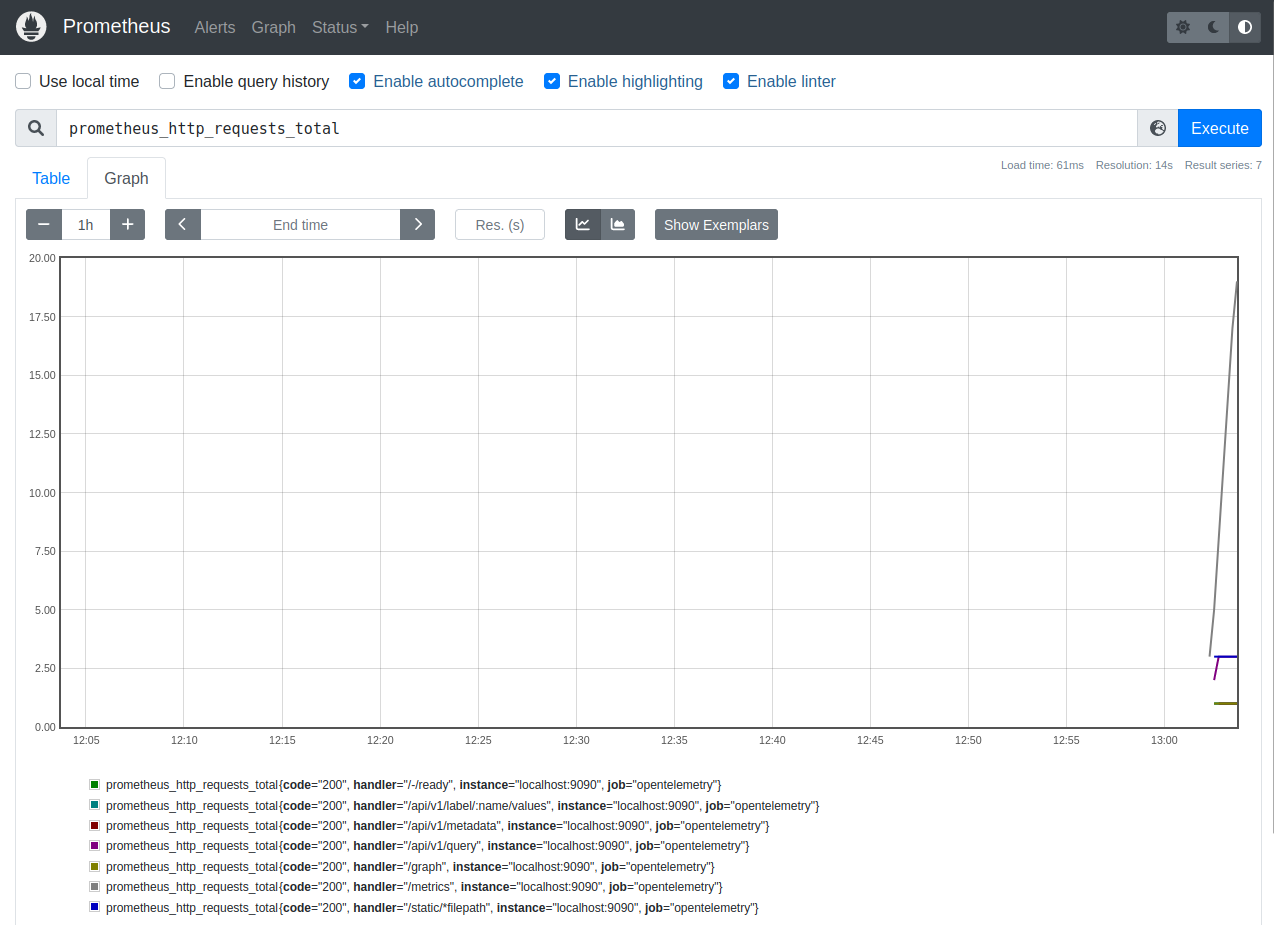 Prometheus Alerts Graph Status Help
Use local time Enable query history Enable autocomplete Enable highlighting Enable linter
prometheus_http_requests_total Execute
Load time: 61ms Resolution: 14s Result series: 7
Table Graph
1h End time Res. (s) Show Exemplars
20.00
17.50
15.00
12.50
10.00
7.50
5.00
2.50
0.00
12:05 12:10 12:15 12:20 12:25 12:30 12:35 12:40 12:45 12:50 12:55 13:00
prometheus_http_requests_total{code="200", handler="/-/ready", instance="localhost:9090", job="opentelemetry"}
prometheus_http_requests_total{code="200", handler="/api/v1/label/:name/values", instance="localhost:9090", job="opentelemetry"}
prometheus_http_requests_total{code="200", handler="/api/v1/metadata", instance="localhost:9090", job="opentelemetry"}
prometheus_http_requests_total{code="200", handler="/api/v1/query", instance="localhost:9090", job="opentelemetry"}
prometheus_http_requests_total{code="200", handler="/graph", instance="localhost:9090", job="opentelemetry"}
prometheus_http_requests_total{code="200", handler="/metrics", instance="localhost:9090", job="opentelemetry"}
prometheus_http_requests_total{code="200", handler="/static/*filepath", instance="localhost:9090", job="opentelemetry"}